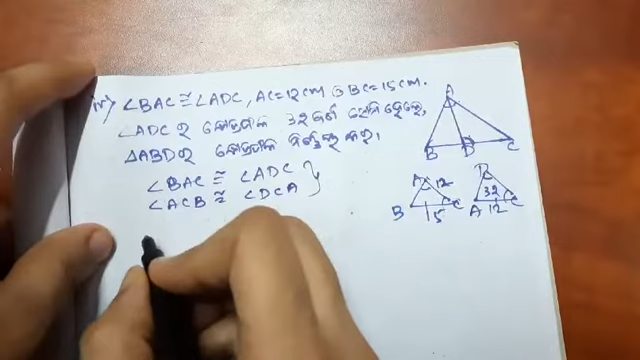 iv) ∠BAC ≅ ∠ADC, AC = 12 cm ଓ BC = 15 cm.
∠ADC ର କ୍ଷେତ୍ରଫଳ 32 ବର୍ଗ ସେମି ହେଲେ,
ΔABD ର କ୍ଷେତ୍ରଫଳ ନିର୍ଣ୍ଣୟ କର।
∠BAC ≅ ∠ADC
∠ACB ≅ ∠DCA }
A
B D C
A 12
B 15 C
D
32
A 12 C